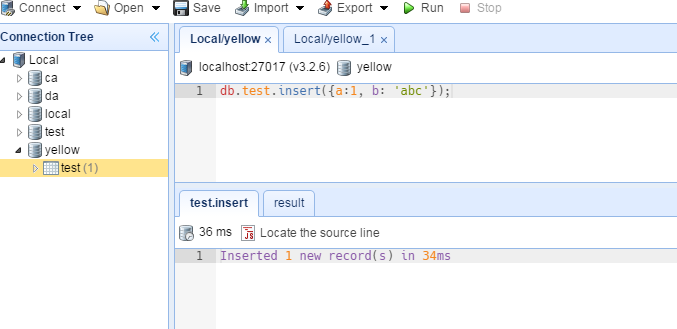 Connect Open Save Import Export Run Stop
Connection Tree
Local
ca
da
local
test
yellow
test (1)
Local/yellow × Local/yellow_1 ×
localhost:27017 (v3.2.6) yellow
1 db.test.insert({a:1, b: 'abc'});
test.insert result
36 ms JS Locate the source line
1 Inserted 1 new record(s) in 34ms